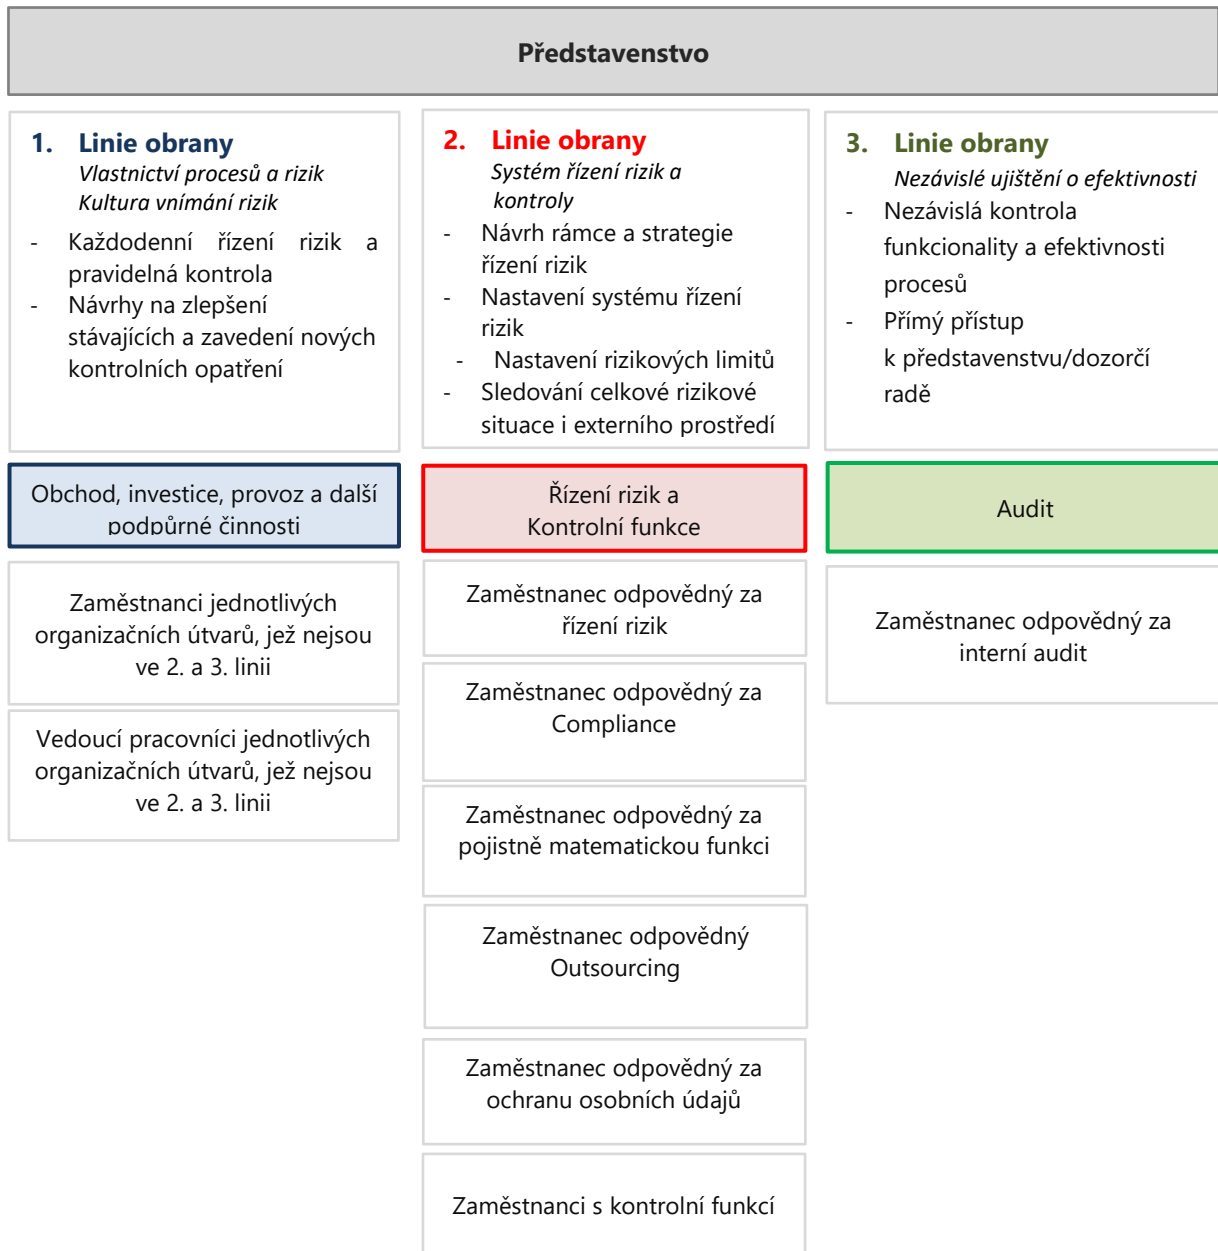 Představenstvo
1. Linie obrany
Vlastnictví procesů a rizik
Kultura vnímání rizik
- Každodenní řízení rizik a
pravidelná kontrola
- Návrhy na zlepšení
stávajících a zavedení nových
kontrolních opatření
2. Linie obrany
Systém řízení rizik a
kontroly
- Návrh rámce a strategie
řízení rizik
- Nastavení systému řízení
rizik
- Nastavení rizikových limitů
- Sledování celkové rizikové
situace i externího prostředí
3. Linie obrany
Nezávislé ujištění o efektivnosti
- Nezávislá kontrola
funkcionality a efektivnosti
procesů
- Přímý přístup
k představenstvu/dozorčí
radě
Obchod, investice, provoz a další
podpůrné činnosti
Řízení rizik a
Kontrolní funkce
Audit
Zaměstnanci jednotlivých
organizačních útvarů, jež nejsou
ve 2. a 3. linii
Vedoucí pracovníci jednotlivých
organizačních útvarů, jež nejsou
ve 2. a 3. linii
Zaměstnanec odpovědný za
řízení rizik
Zaměstnanec odpovědný za
Compliance
Zaměstnanec odpovědný za
pojistně matematickou funkci
Zaměstnanec odpovědný
Outsourcing
Zaměstnanec odpovědný za
ochranu osobních údajů
Zaměstnanci s kontrolní funkcí
Zaměstnanec odpovědný za
interní audit